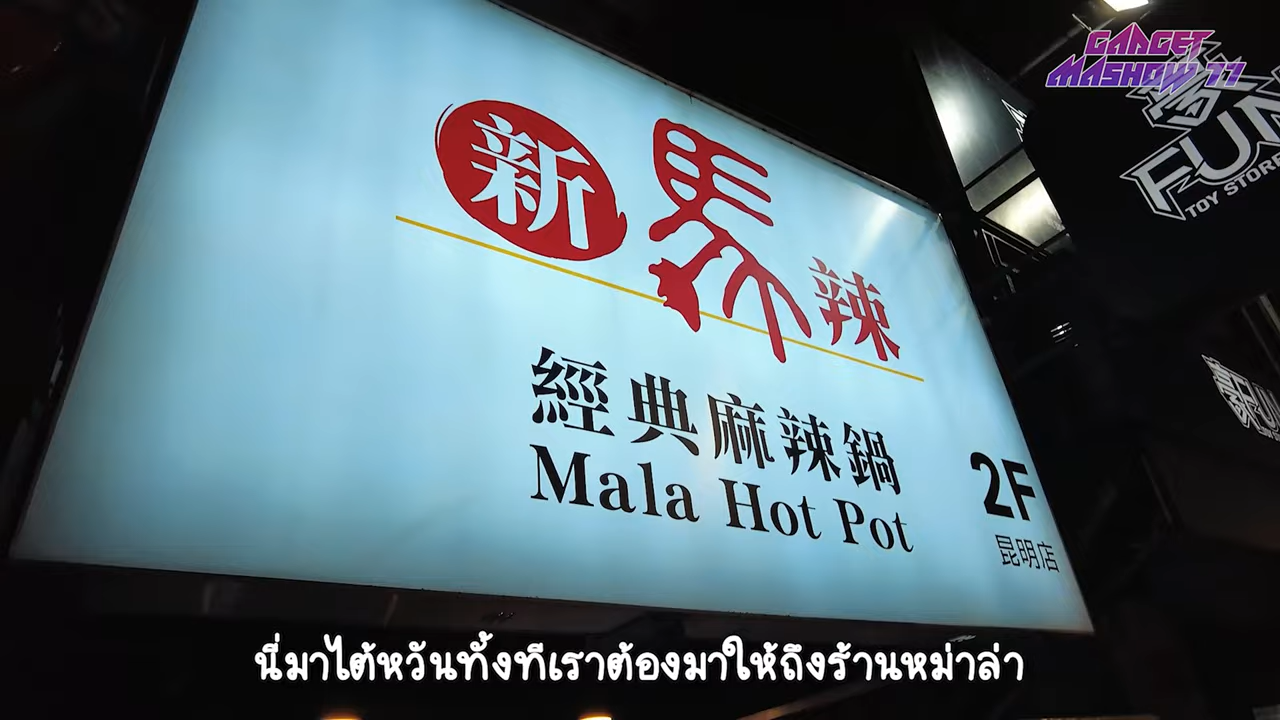 GADGET
MASHOW 77
FUN
TOY STORE
新馬辣
經典麻辣鍋
Mala Hot Pot
2F
昆明店
นี่มาไต้หวันทั้งทีเราต้องมาให้ถึงร้านหม่าล่า